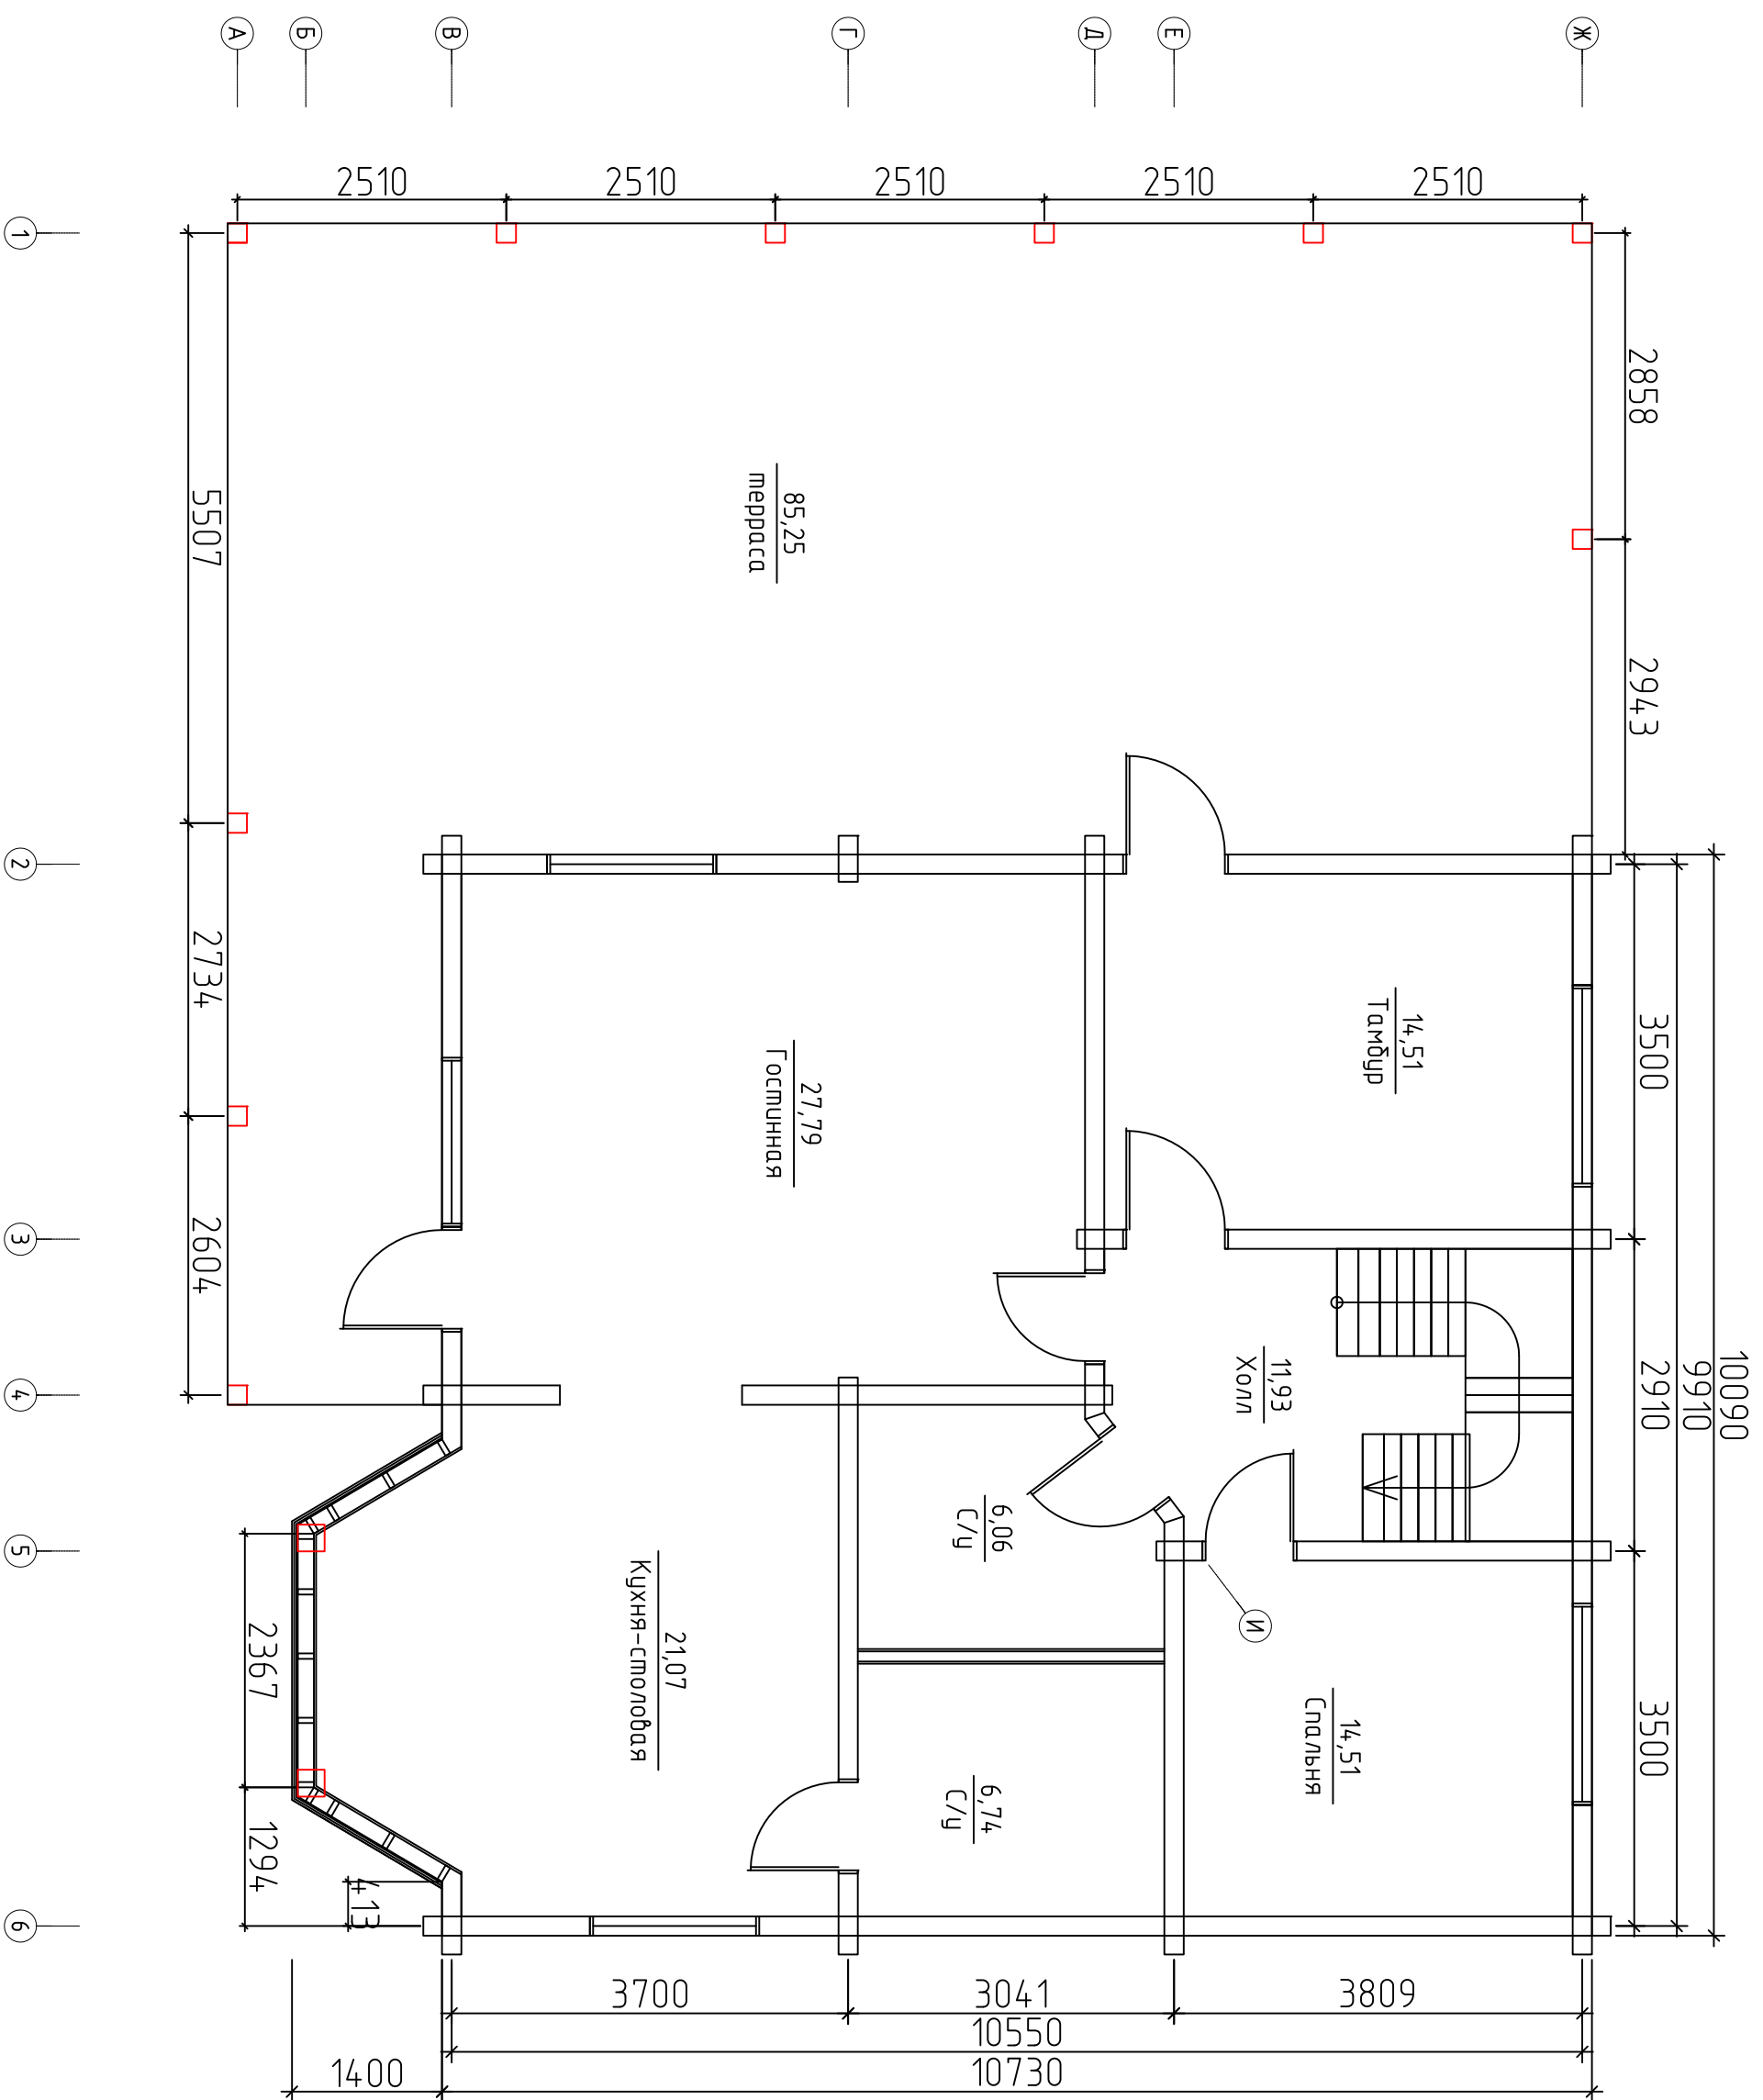 А
Б
В
Г
Д
Е
Ж
2510
2510
2510
2510
2510
1
2
3
4
5
6
5507
2734
2604
2858
2943
3500
2910
3500
9910
10090
85,25
терраса
14,51
Тамбур
27,79
Гостинная
11,93
Холл
6,06
С/у
И
21,07
Кухня-столовая
14,51
Спальня
6,74
С/у
2367
1294
413
3700
3041
3809
10550
1400
10730